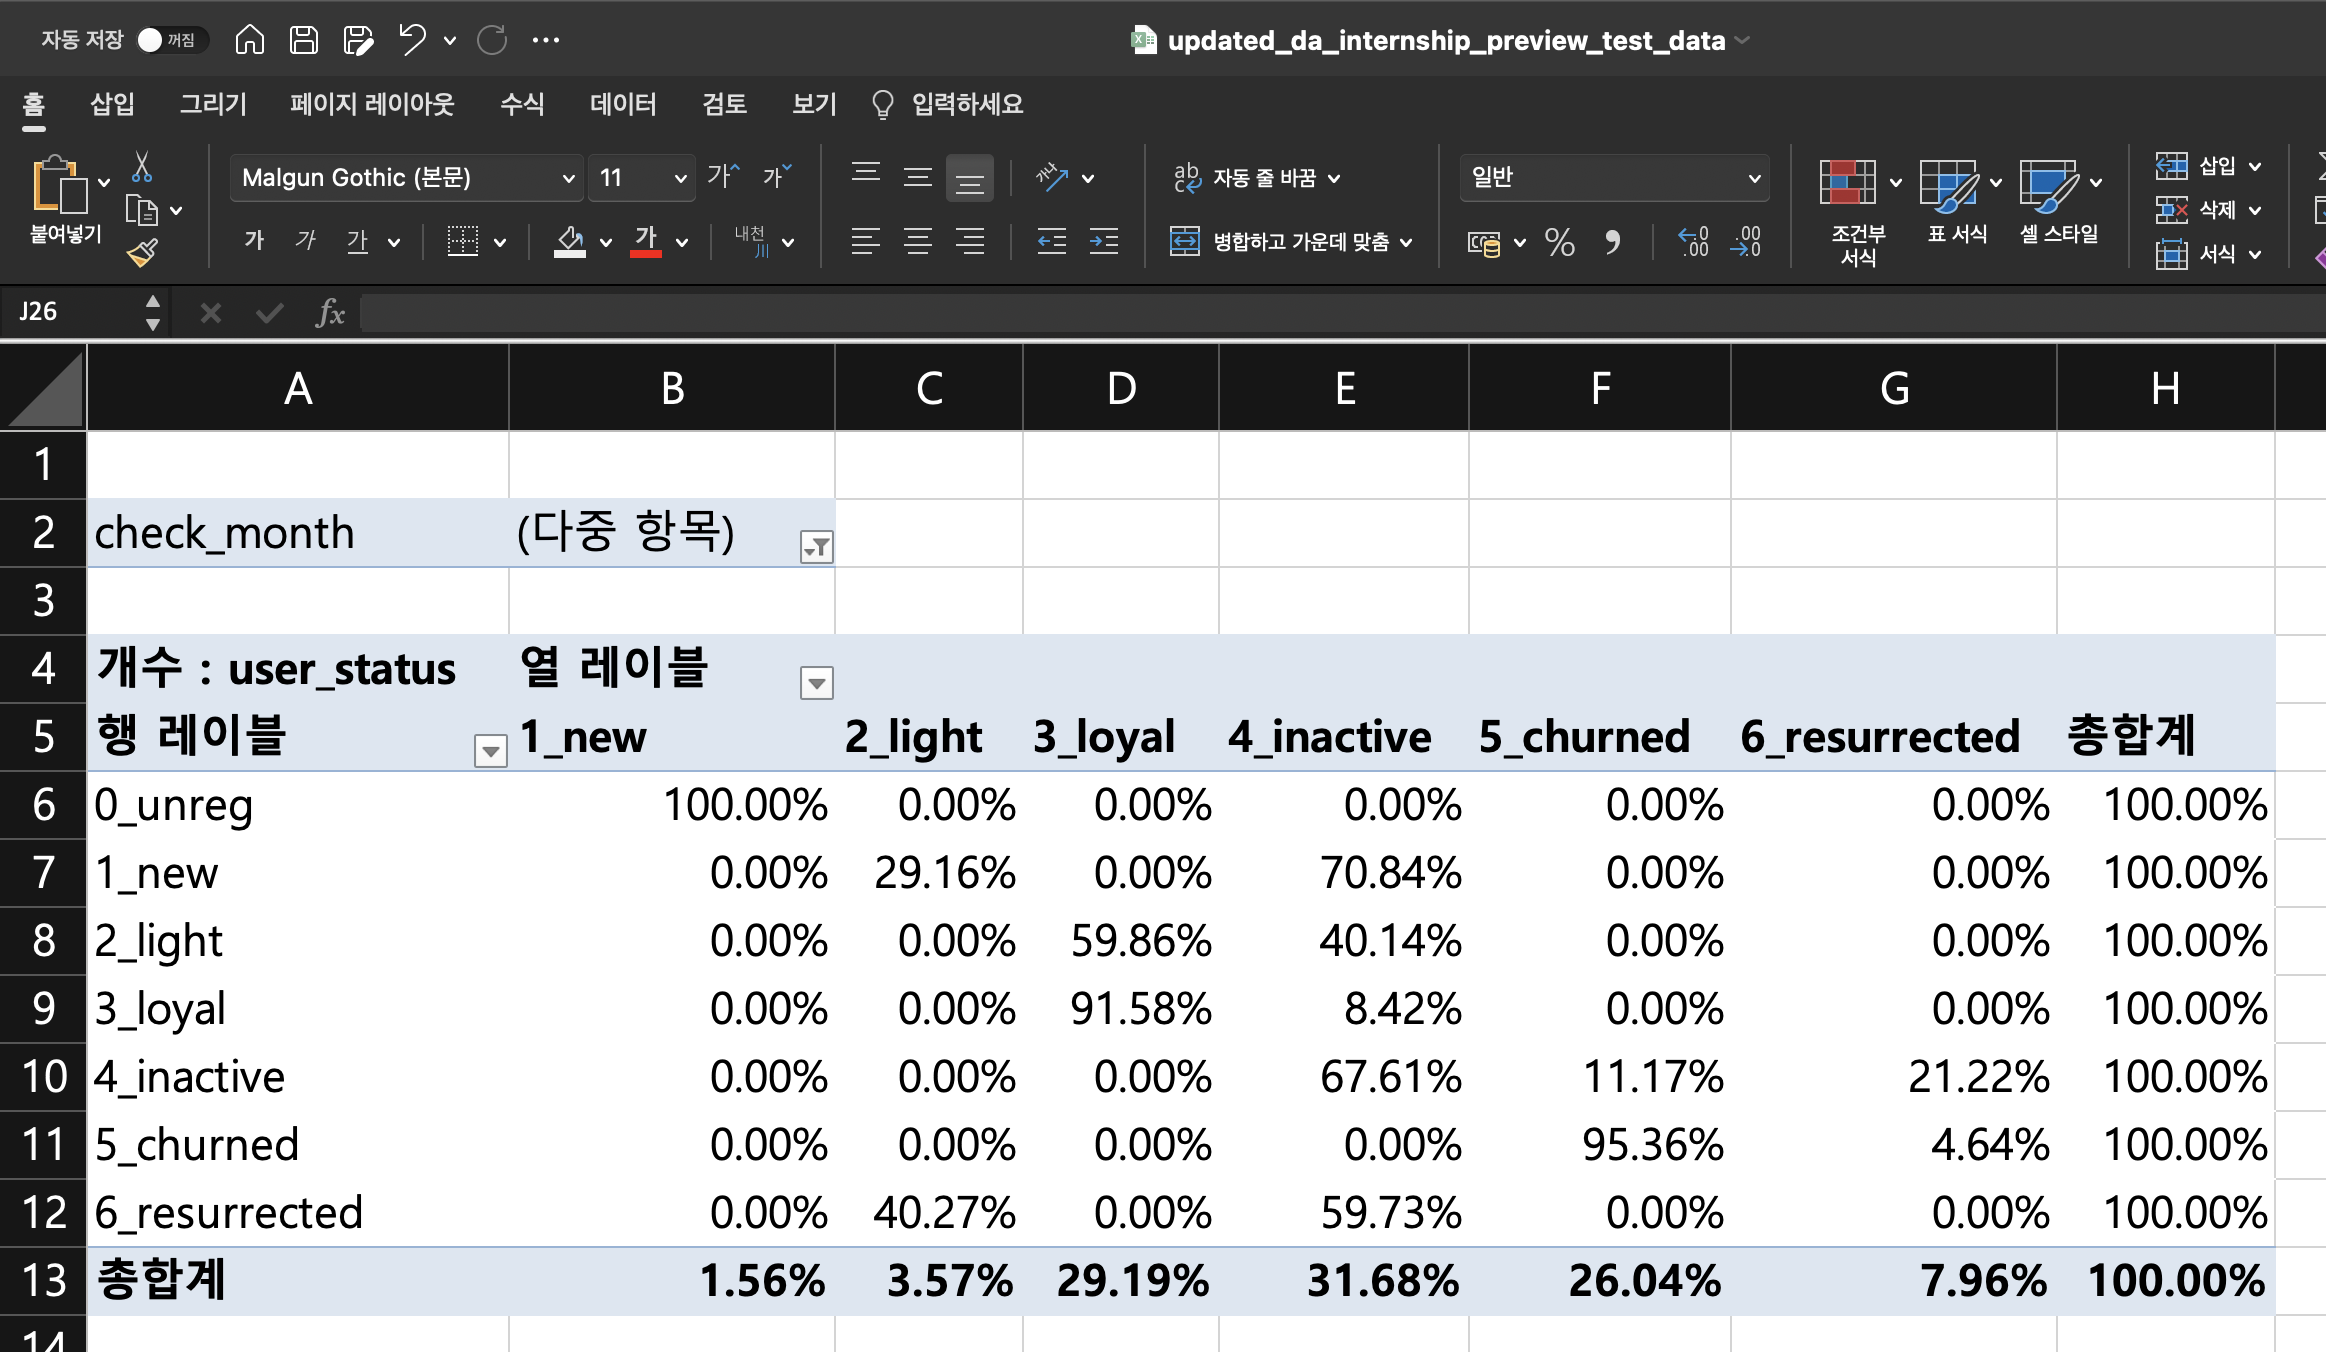 자동 저장 꺼짐 updated_da_internship_preview_test_data
홈 삽입 그리기 페이지 레이아웃 수식 데이터 검토 보기 입력하세요
붙여넣기 Malgun Gothic (본문) 11 가 가 자동 줄 바꿈 일반 조건부 서식 표 서식 셀 스타일 삽입
삭제
가 가 가 가 내천 병합하고 가운데 맞춤 % 서식
J26 fx
A B C D E F G H
1
2 check_month (다중 항목)
3
4 개수 : user_status 열 레이블
5 행 레이블 1_new 2_light 3_loyal 4_inactive 5_churned 6_resurrected 총합계
6 0_unreg 100.00% 0.00% 0.00% 0.00% 0.00% 0.00% 100.00%
7 1_new 0.00% 29.16% 0.00% 70.84% 0.00% 0.00% 100.00%
8 2_light 0.00% 0.00% 59.86% 40.14% 0.00% 0.00% 100.00%
9 3_loyal 0.00% 0.00% 91.58% 8.42% 0.00% 0.00% 100.00%
10 4_inactive 0.00% 0.00% 0.00% 67.61% 11.17% 21.22% 100.00%
11 5_churned 0.00% 0.00% 0.00% 0.00% 95.36% 4.64% 100.00%
12 6_resurrected 0.00% 40.27% 0.00% 59.73% 0.00% 0.00% 100.00%
13 총합계 1.56% 3.57% 29.19% 31.68% 26.04% 7.96% 100.00%
14